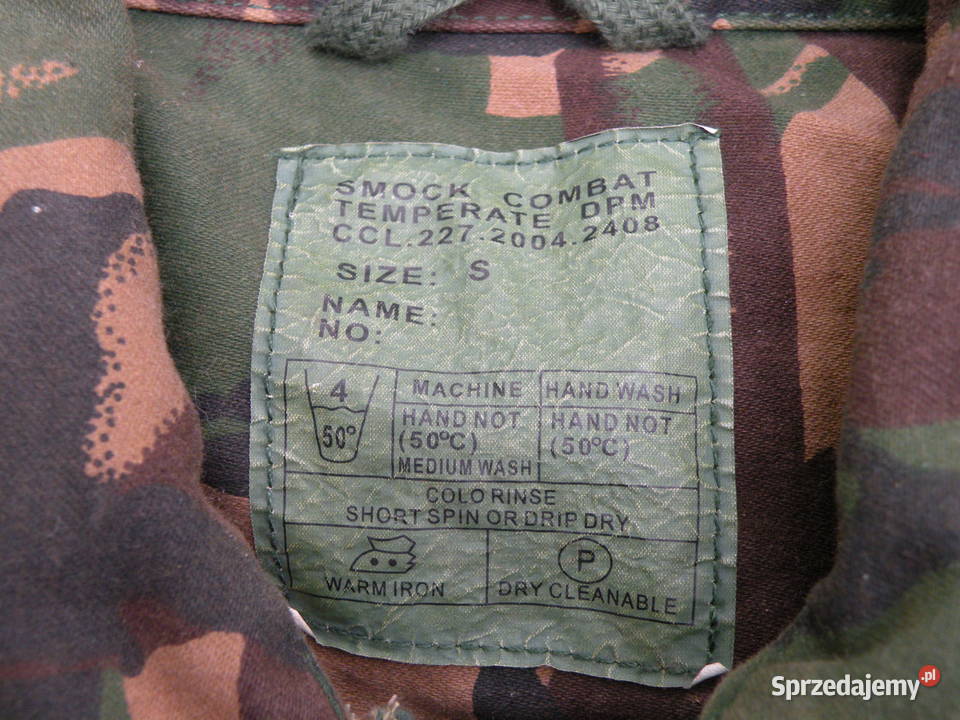 SMOCK COMBAT
TEMPERATE DPM
CCL.227.2004.2408
SIZE: S
NAME:
NO:
4
50°
MACHINE
HAND NOT
(50°C)
MEDIUM WASH
HAND WASH
HAND NOT
(50°C)
COLO RINSE
SHORT SPIN OR DRIP DRY
WARM IRON
P
DRY CLEANABLE
Sprzedajemy.pl